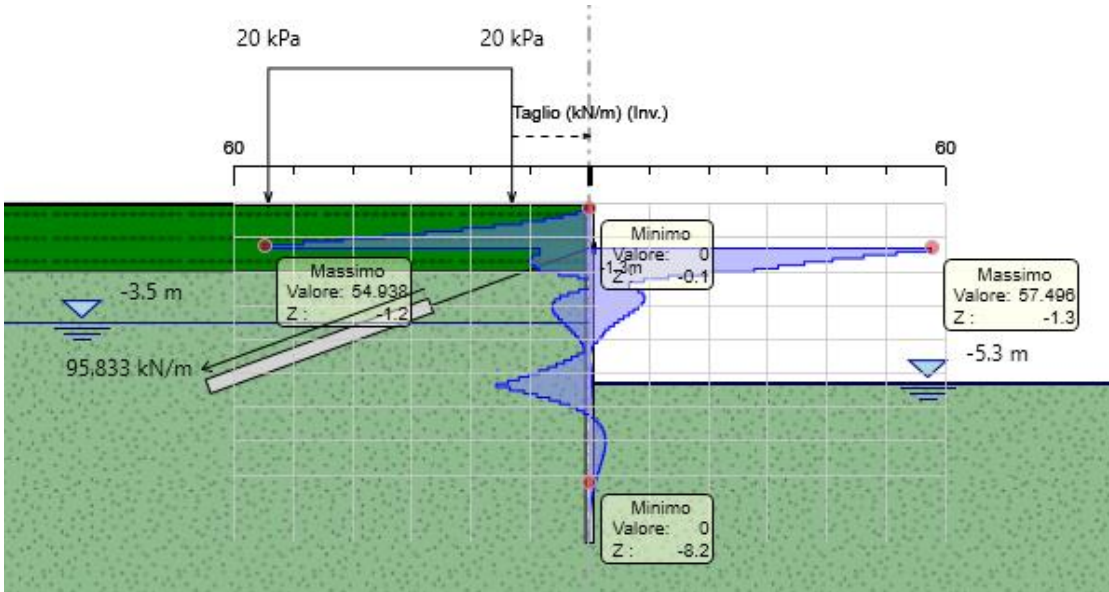 20 kPa
20 kPa
Taglio (kN/m) (Inv.)
60
60
Minimo
Valore: 0
Z : -0.1
-1.3m
Massimo
Valore: 54.938
Z : -1.2
Massimo
Valore: 57.496
Z : -1.3
-3.5 m
-5.3 m
95.833 kN/m
Minimo
Valore: 0
Z : -8.2